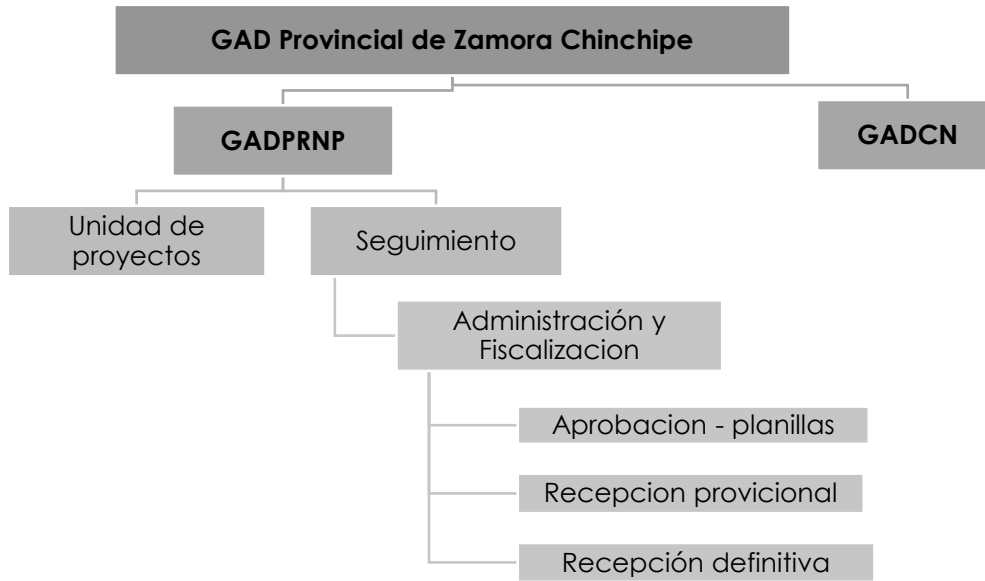 GAD Provincial de Zamora Chinchipe
GADPRNP
GADCN
Unidad de
proyectos
Seguimiento
Administración y
Fiscalizacion
Aprobacion - planillas
Recepcion provicional
Recepción definitiva